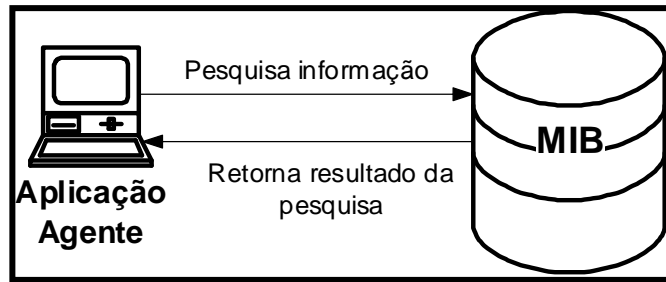 Pesquisa informação
MIB
Retorna resultado da
pesquisa
Aplicação
Agente